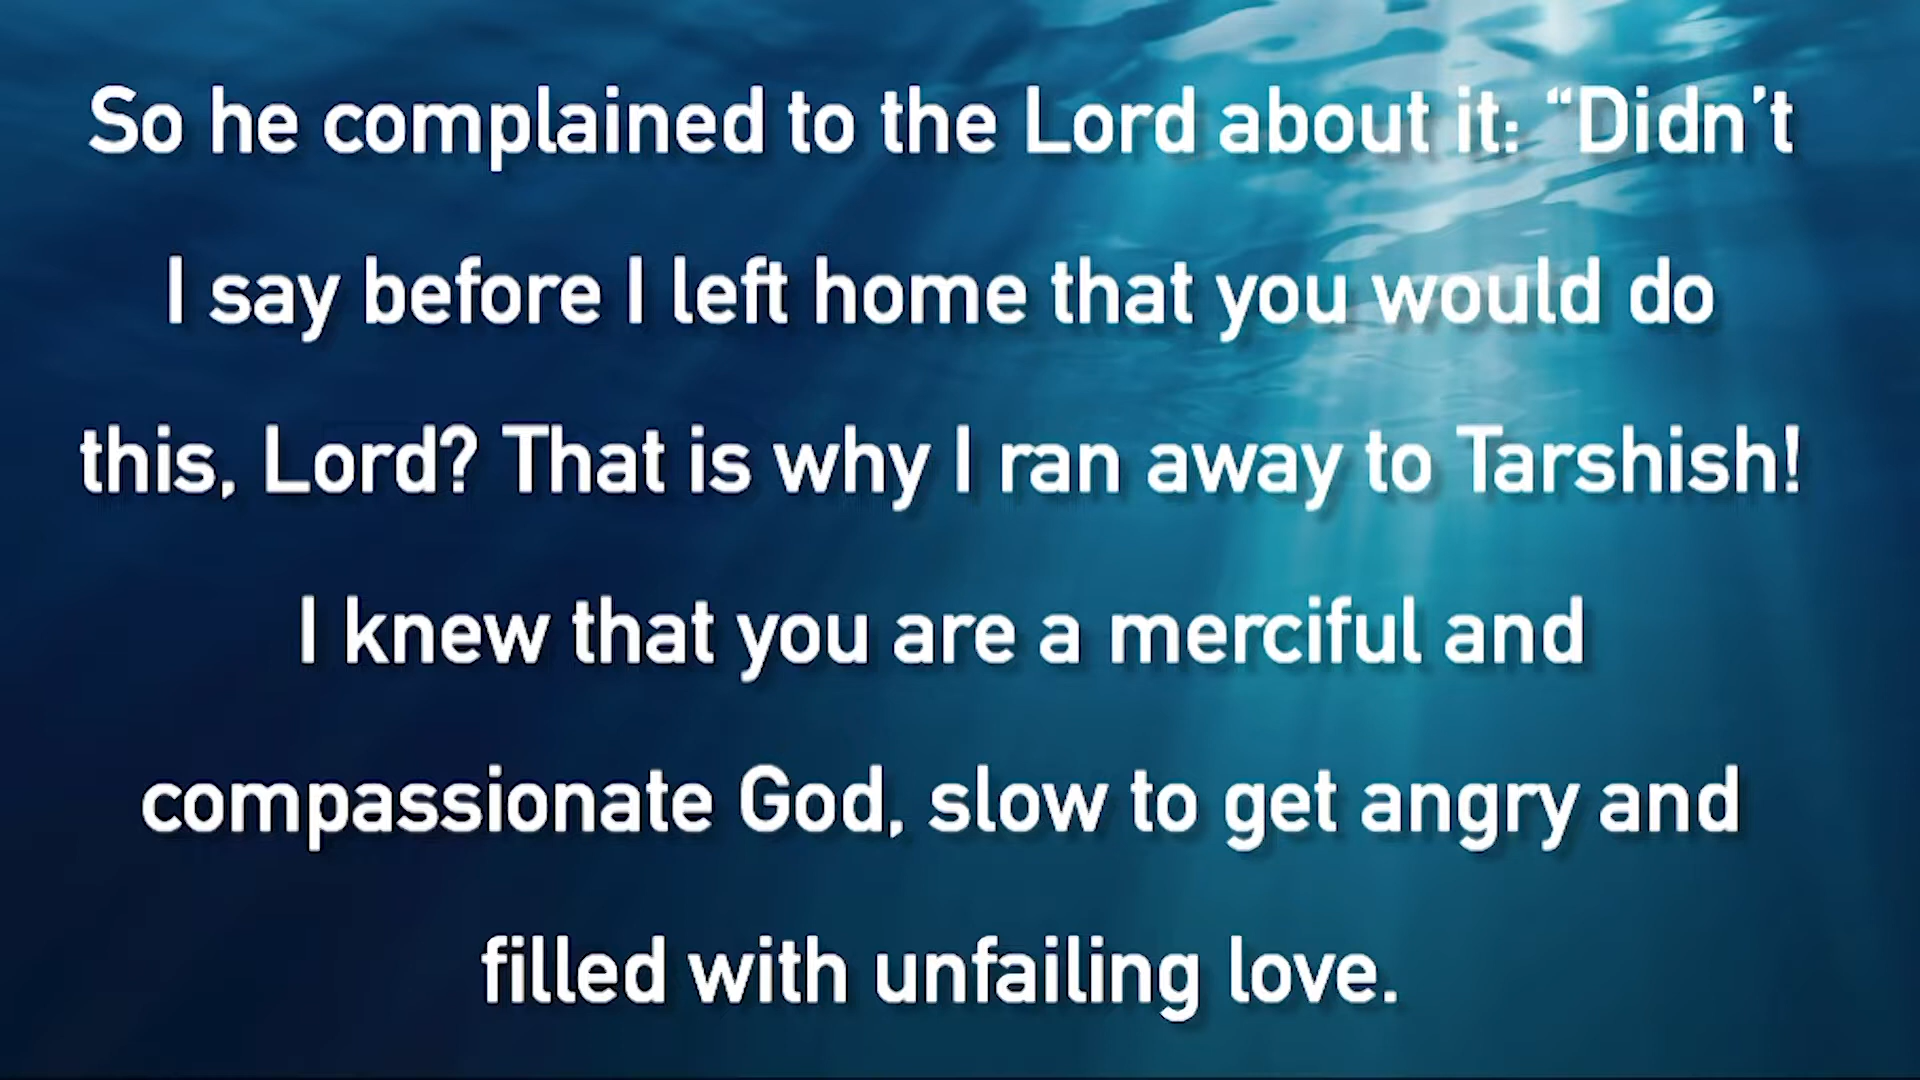 So he complained to the Lord about it: “Didn’t
I say before I left home that you would do
this, Lord? That is why I ran away to Tarshish!
I knew that you are a merciful and
compassionate God, slow to get angry and
filled with unfailing love.